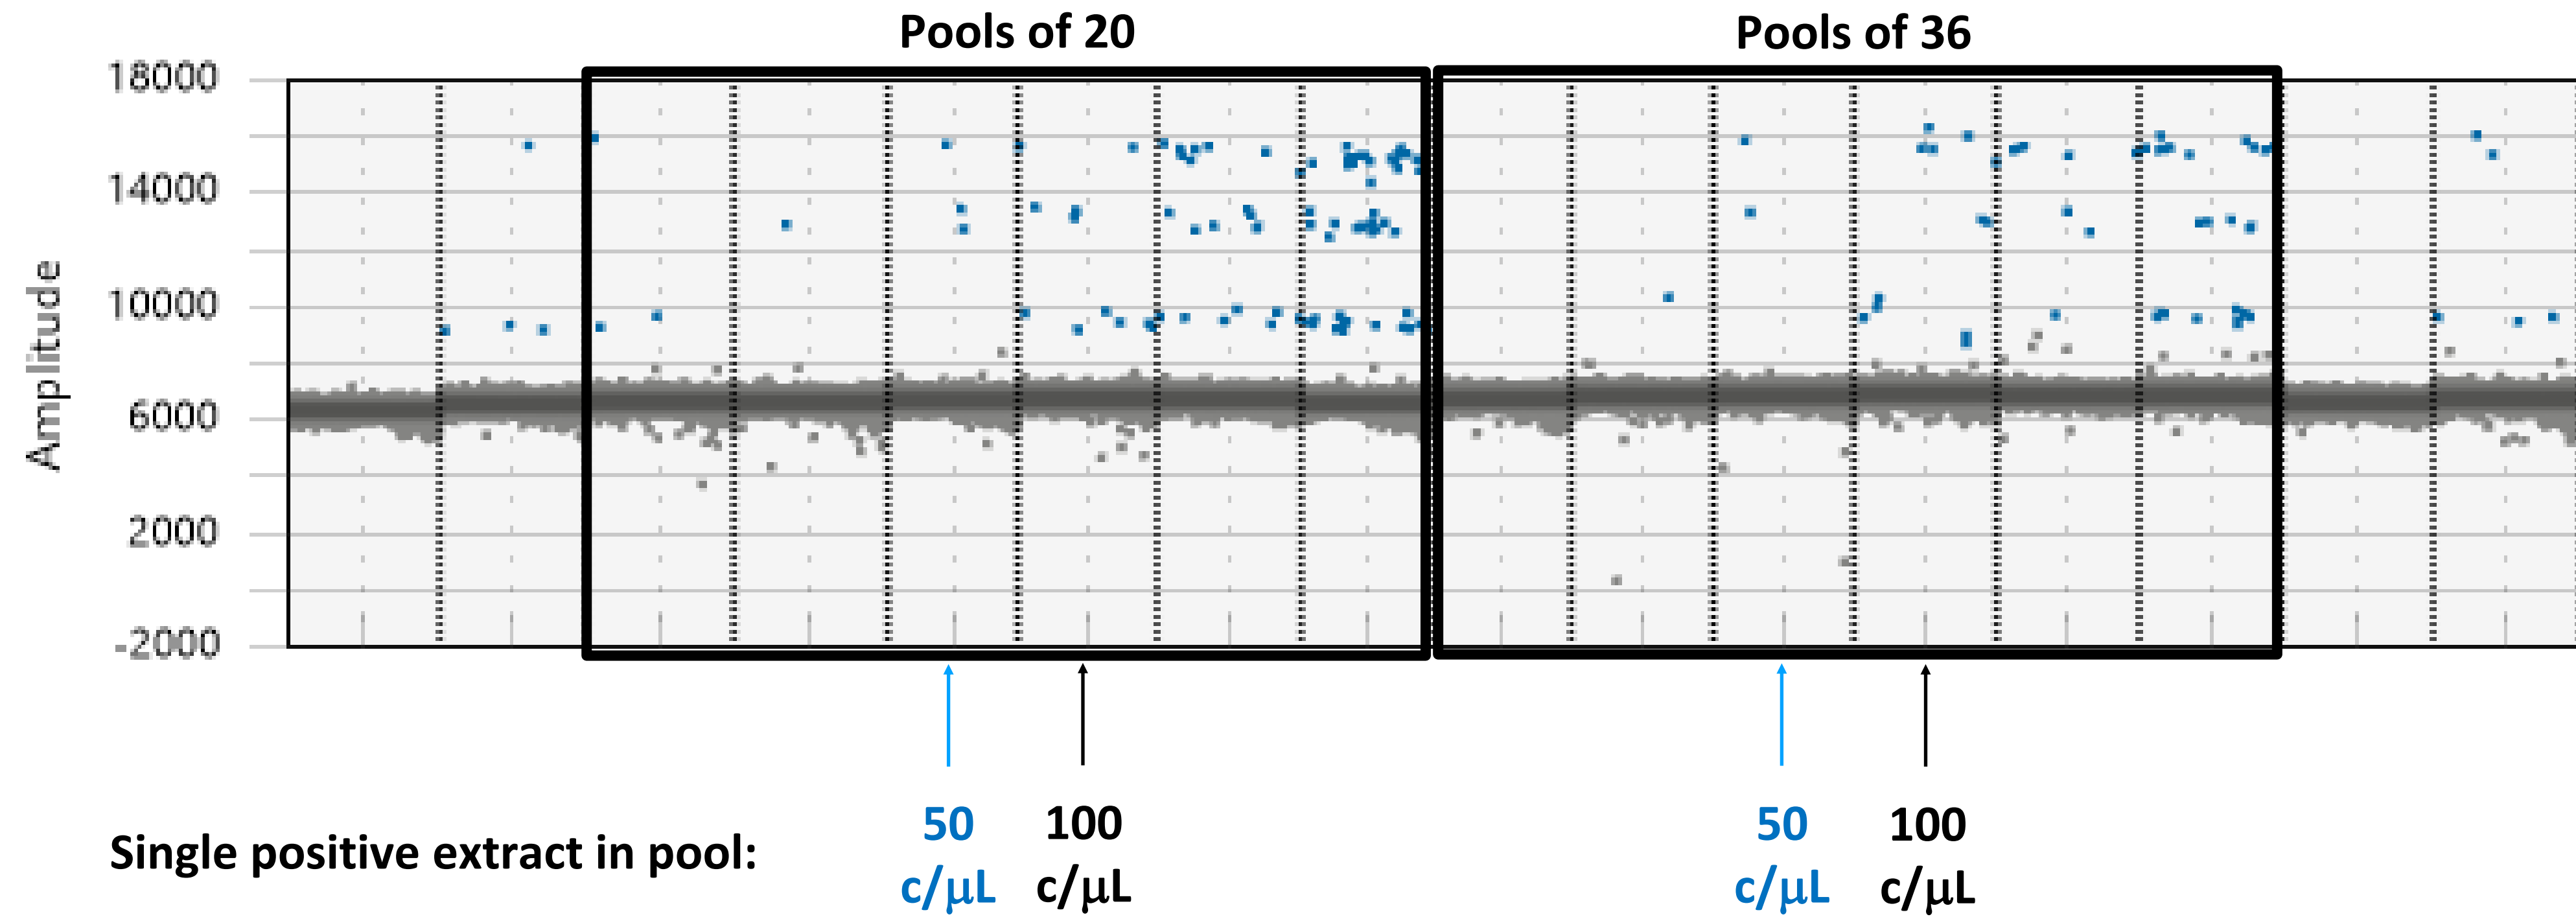 Pools of 20
Pools of 36
18000
14000
10000
6000
2000
-2000
Amplitude
50
100
50
100
Single positive extract in pool:
c/μL
c/μL
c/μL
c/μL